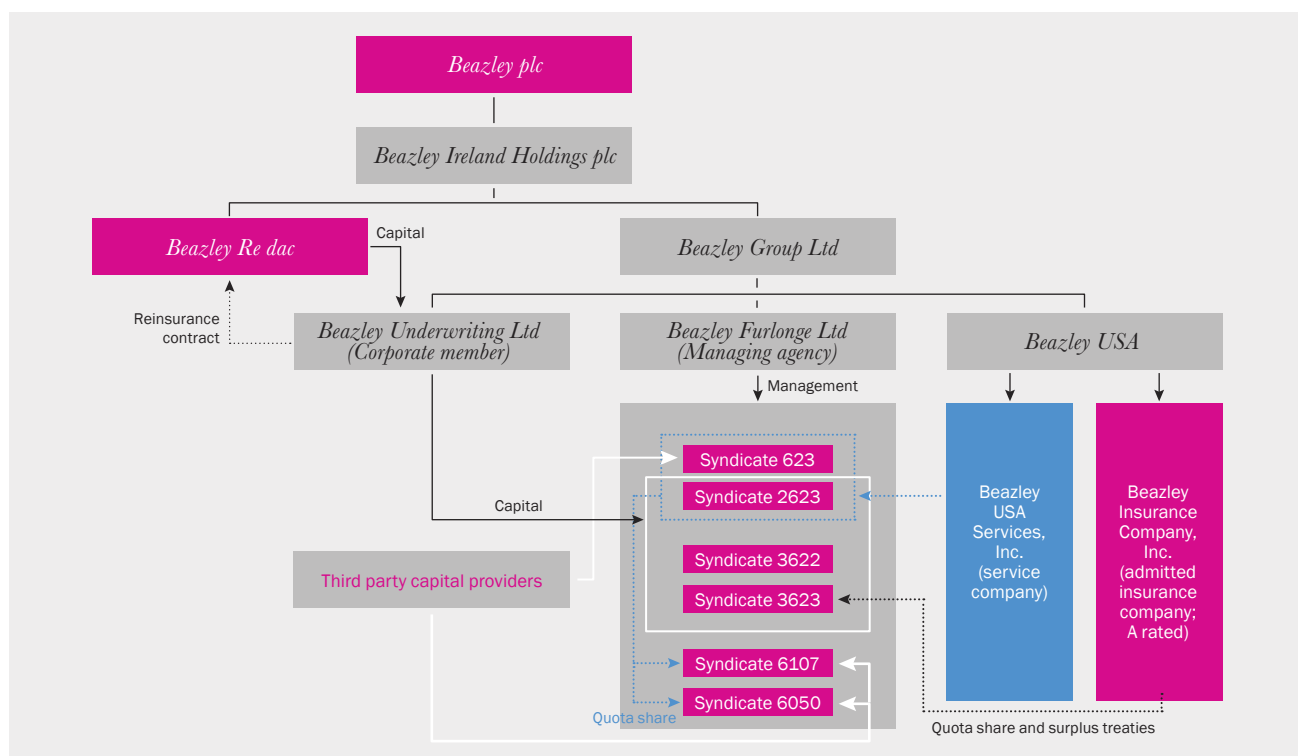 Beazley plc
Beazley Ireland Holdings plc
Beazley Re dac
Capital
Beazley Group Ltd
Reinsurance
contract
Beazley Underwriting Ltd
(Corporate member)
Beazley Furlonge Ltd
(Managing agency)
Beazley USA
Management
Syndicate 623
Syndicate 2623
Capital
Syndicate 3622
Third party capital providers
Syndicate 3623
Syndicate 6107
Syndicate 6050
Quota share
Beazley
USA
Services,
Inc.
(service
company)
Beazley
Insurance
Company,
Inc.
(admitted
insurance
company;
A rated)
Quota share and surplus treaties